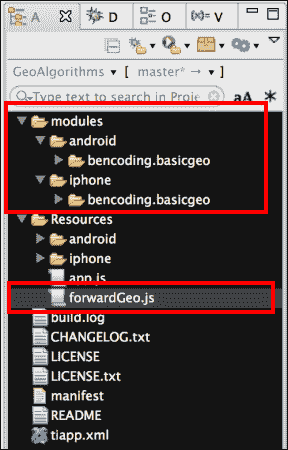 A D O V
GeoAlgorithms ▾ [ master* → ▾ ]
Type text to search in Proje aA *
modules
android
bencoding.basicgeo
iphone
bencoding.basicgeo
Resources
android
iphone
app.js
forwardGeo.js
build.log
CHANGELOG.txt
LICENSE
LICENSE.txt
manifest
README
tiapp.xml